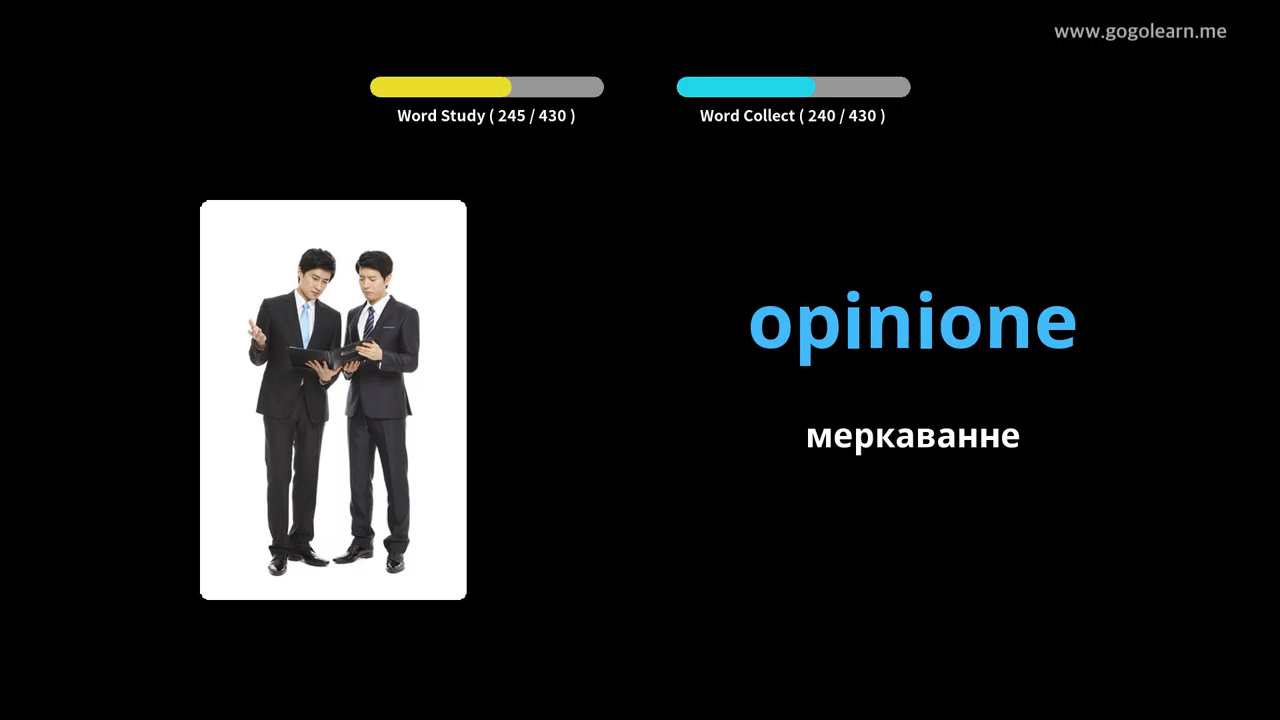 www.gogolearn.me
Word Study ( 245 / 430 )
Word Collect ( 240 / 430 )
opinione
меркаванне